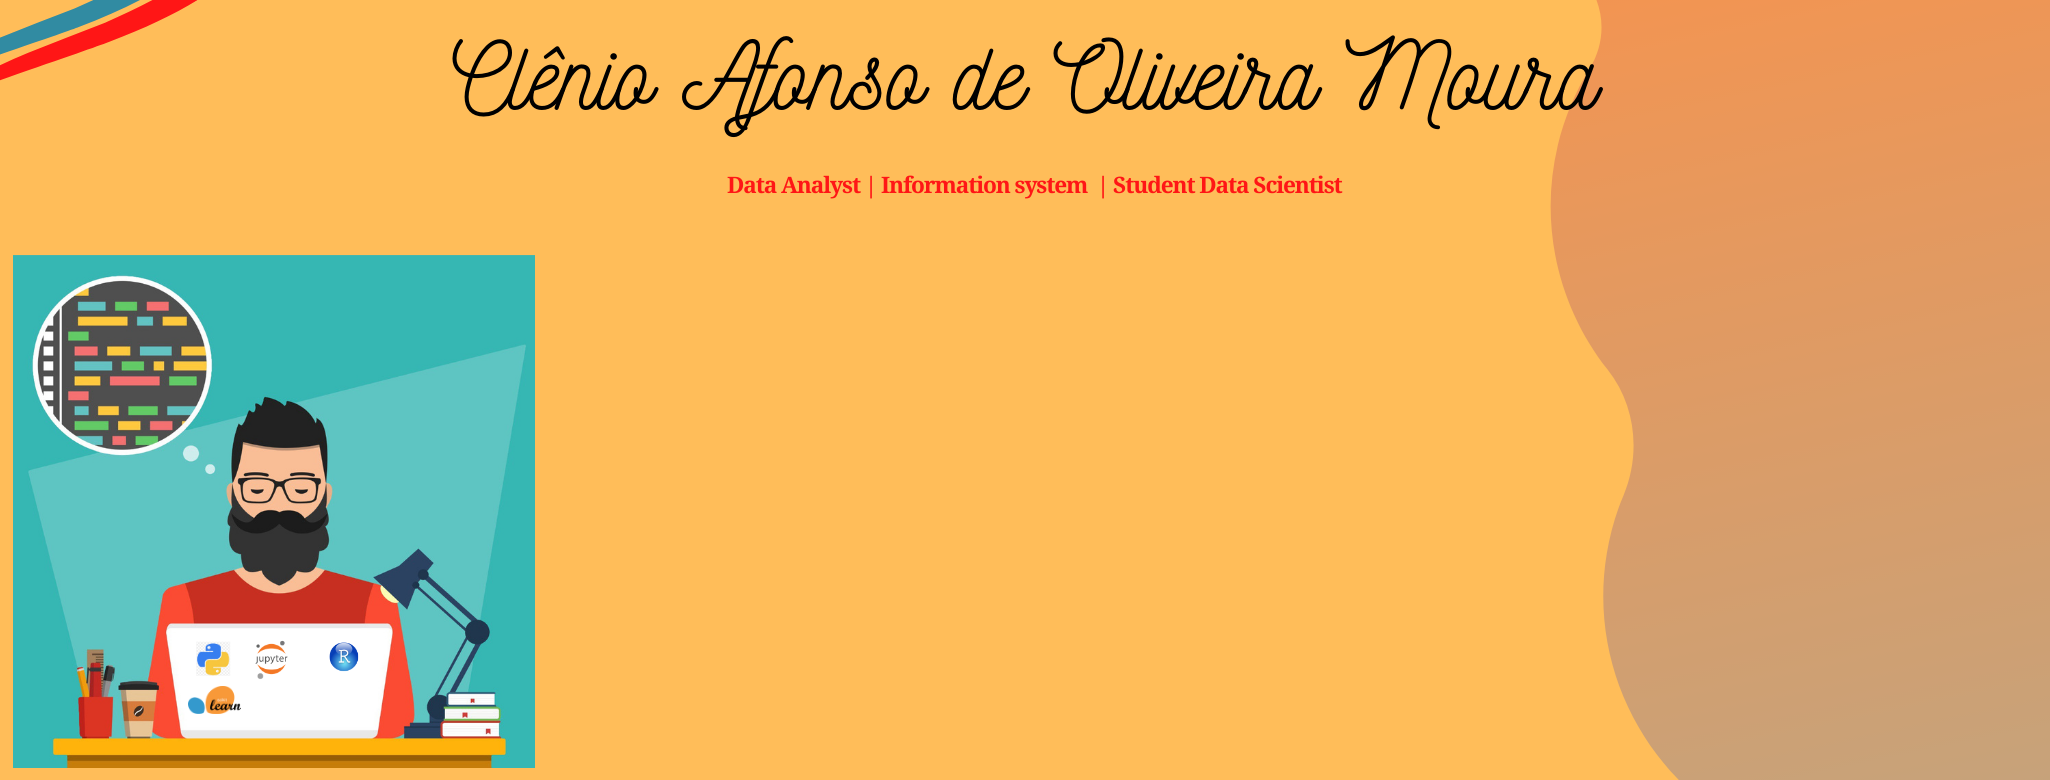 Clênio Afonso de Oliveira Moura
Data Analyst | Information system | Student Data Scientist
jupyter
R
learn